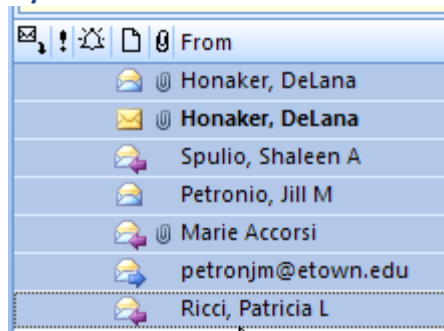 From
Honaker, DeLana
Honaker, DeLana
Spulio, Shaleen A
Petronio, Jill M
Marie Accorsi
petronjm@etown.edu
Ricci, Patricia L